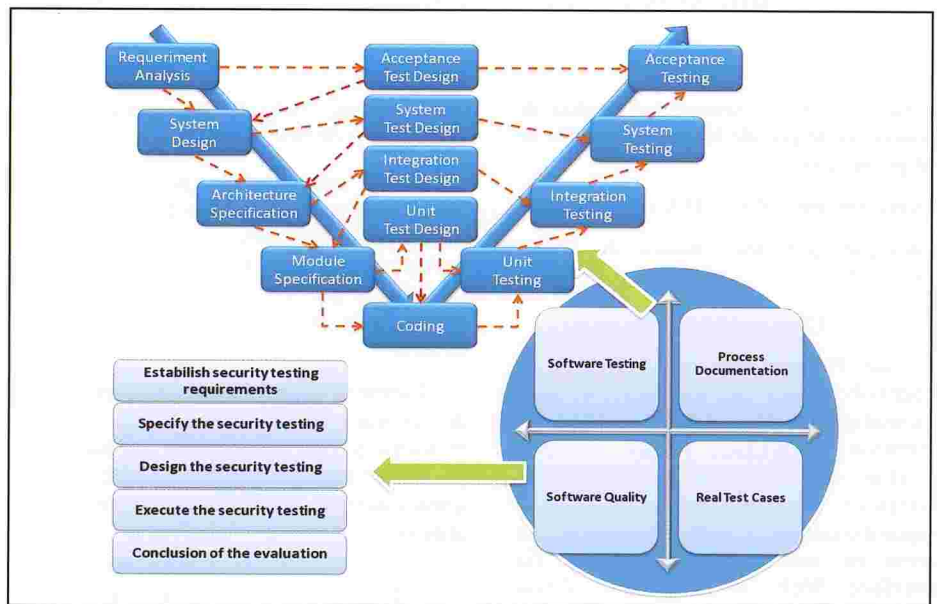 Requeriment
Analysis
Acceptance
Test Design
Acceptance
Testing
System
Design
System
Test Design
System
Testing
Architecture
Specification
Integration
Test Design
Integration
Testing
Unit
Test Design
Module
Specification
Unit
Testing
Coding
Estabilish security testing
requirements
Specify the security testing
Design the security testing
Execute the security testing
Conclusion of the evaluation
Software Testing
Process
Documentation
Software Quality
Real Test Cases